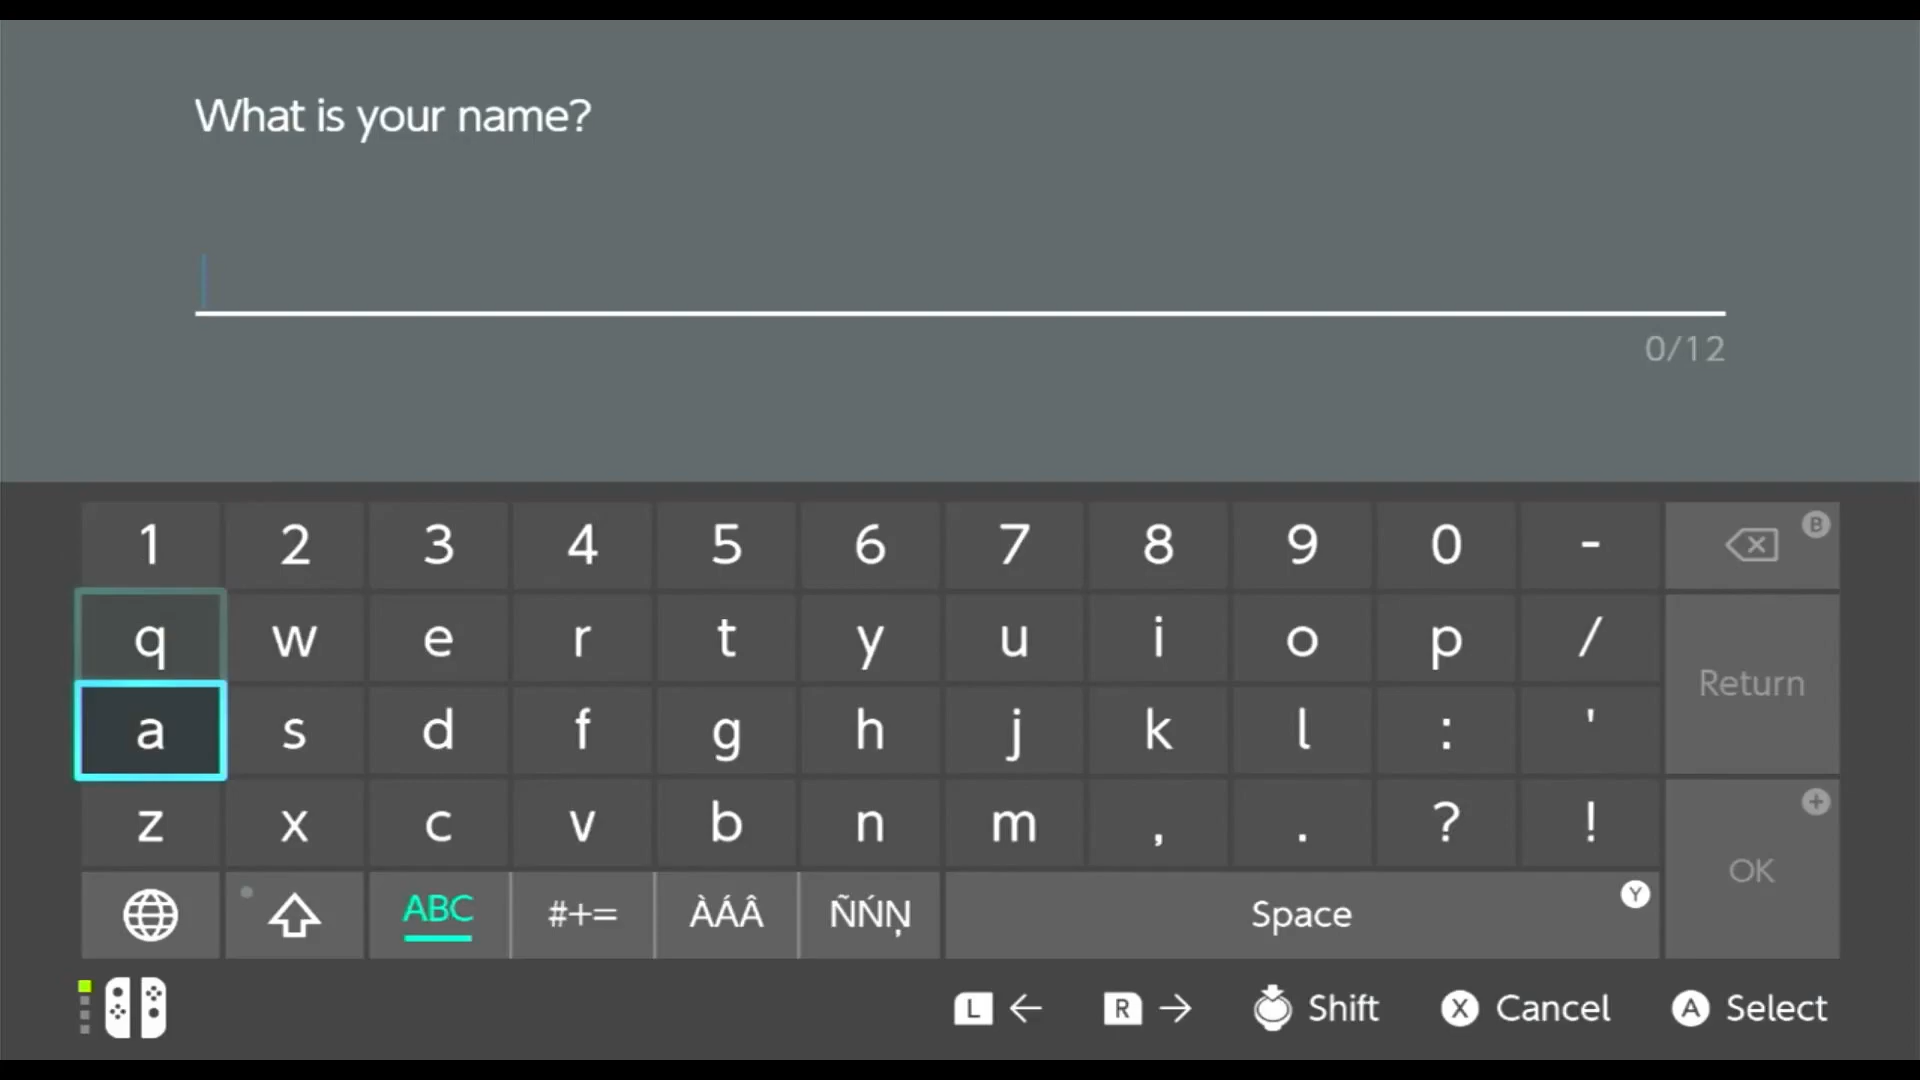 What is your name?
0/12
1 2 3 4 5 6 7 8 9 0 - B
q w e r t y u i o p /
Return
a s d f g h j k l : '
z x c v b n m , . ? ! +
OK
ABC #+= ÀÁÂ ÑŃŅ Space Y
L ← R → Shift X Cancel A Select